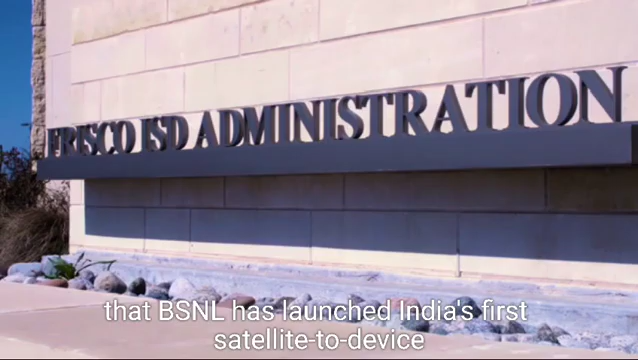 FRISCO ISD ADMINISTRATION
that BSNL has launched India's first
satellite-to-device